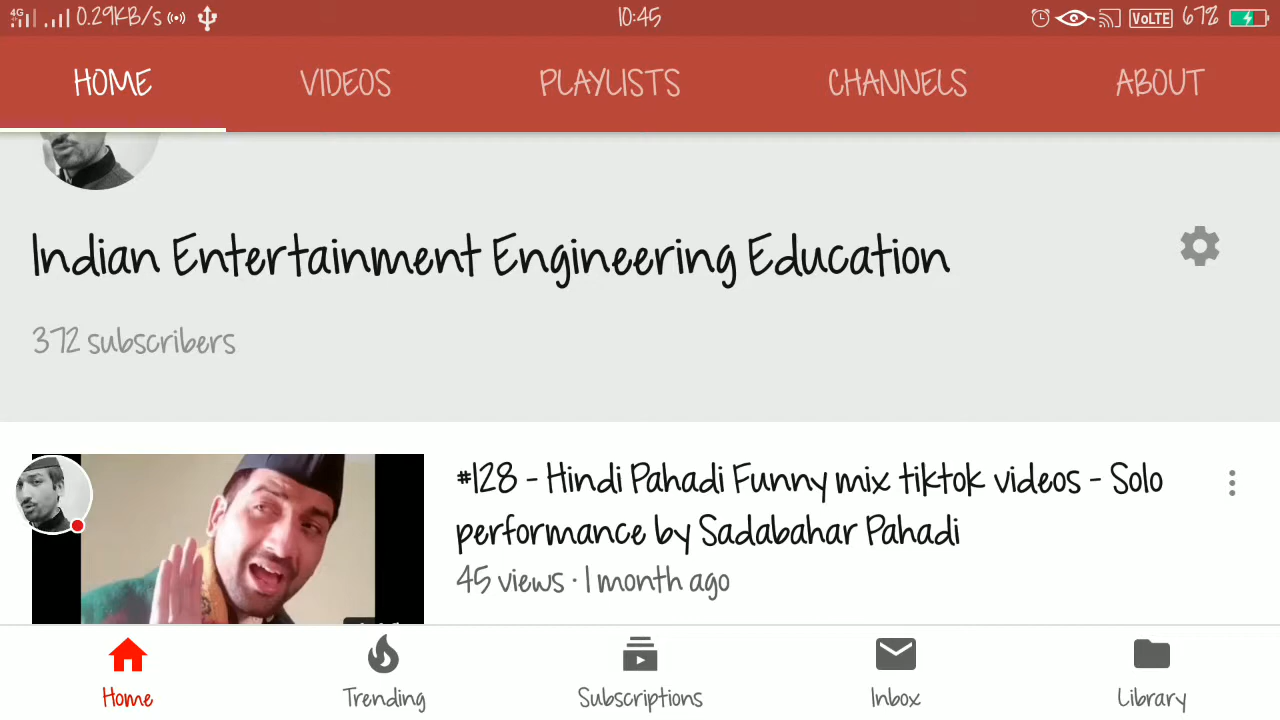 4G 0.29KB/s 10:45 VoLTE 67%
HOME VIDEOS PLAYLISTS CHANNELS ABOUT
Indian Entertainment Engineering Education
372 subscribers
#128 - Hindi Pahadi Funny mix tiktok videos - Solo
performance by Sadabahar Pahadi
45 views · 1 month ago
Home Trending Subscriptions Inbox Library